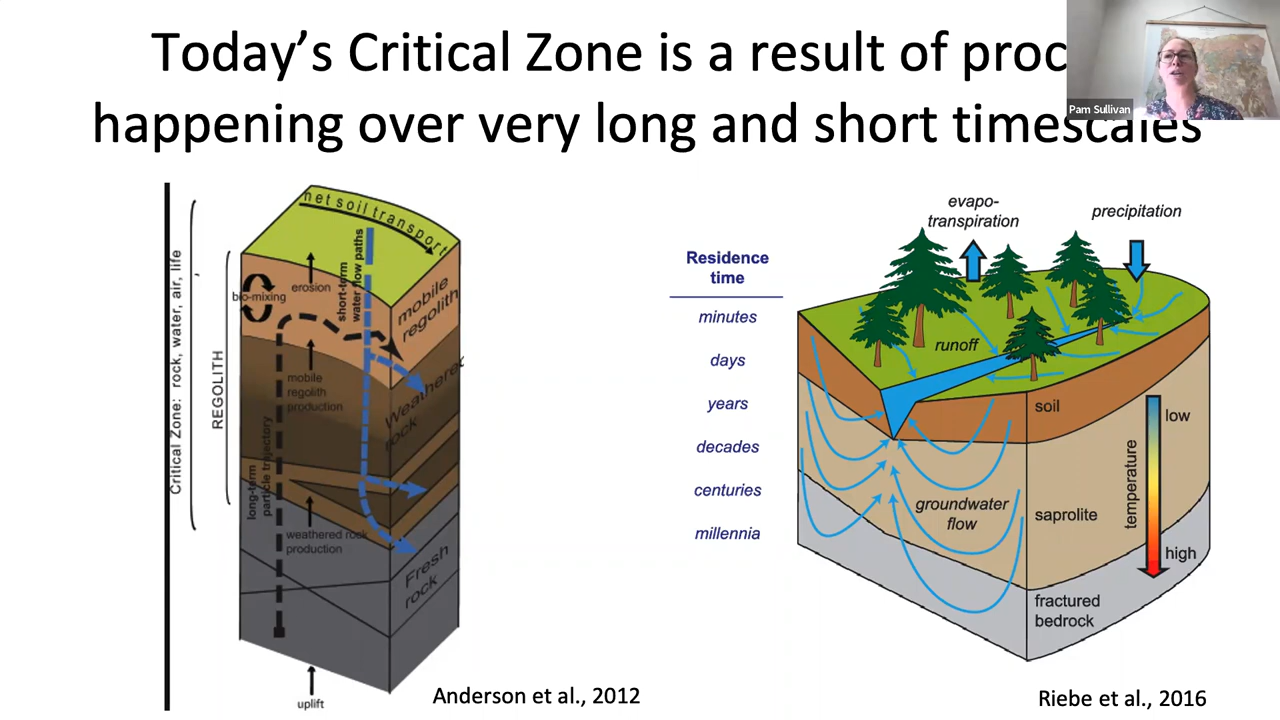 Today's Critical Zone is a result of proc
happening over very long and short timescales
Pam Sullivan
Critical Zone: rock, water, air, life
REGOLITH
net soil transport
bio-mixing
erosion
short-term
water flow paths
mobile
regolith
mobile
regolith
production
Weathere
rock
long-term
particle trajectory
weathered rock
production
Fresh
rock
uplift
Anderson et al., 2012
Residence
time
minutes
days
years
decades
centuries
millennia
evapo-
transpiration
precipitation
runoff
soil
groundwater
flow
saprolite
fractured
bedrock
temperature
low
high
Riebe et al., 2016